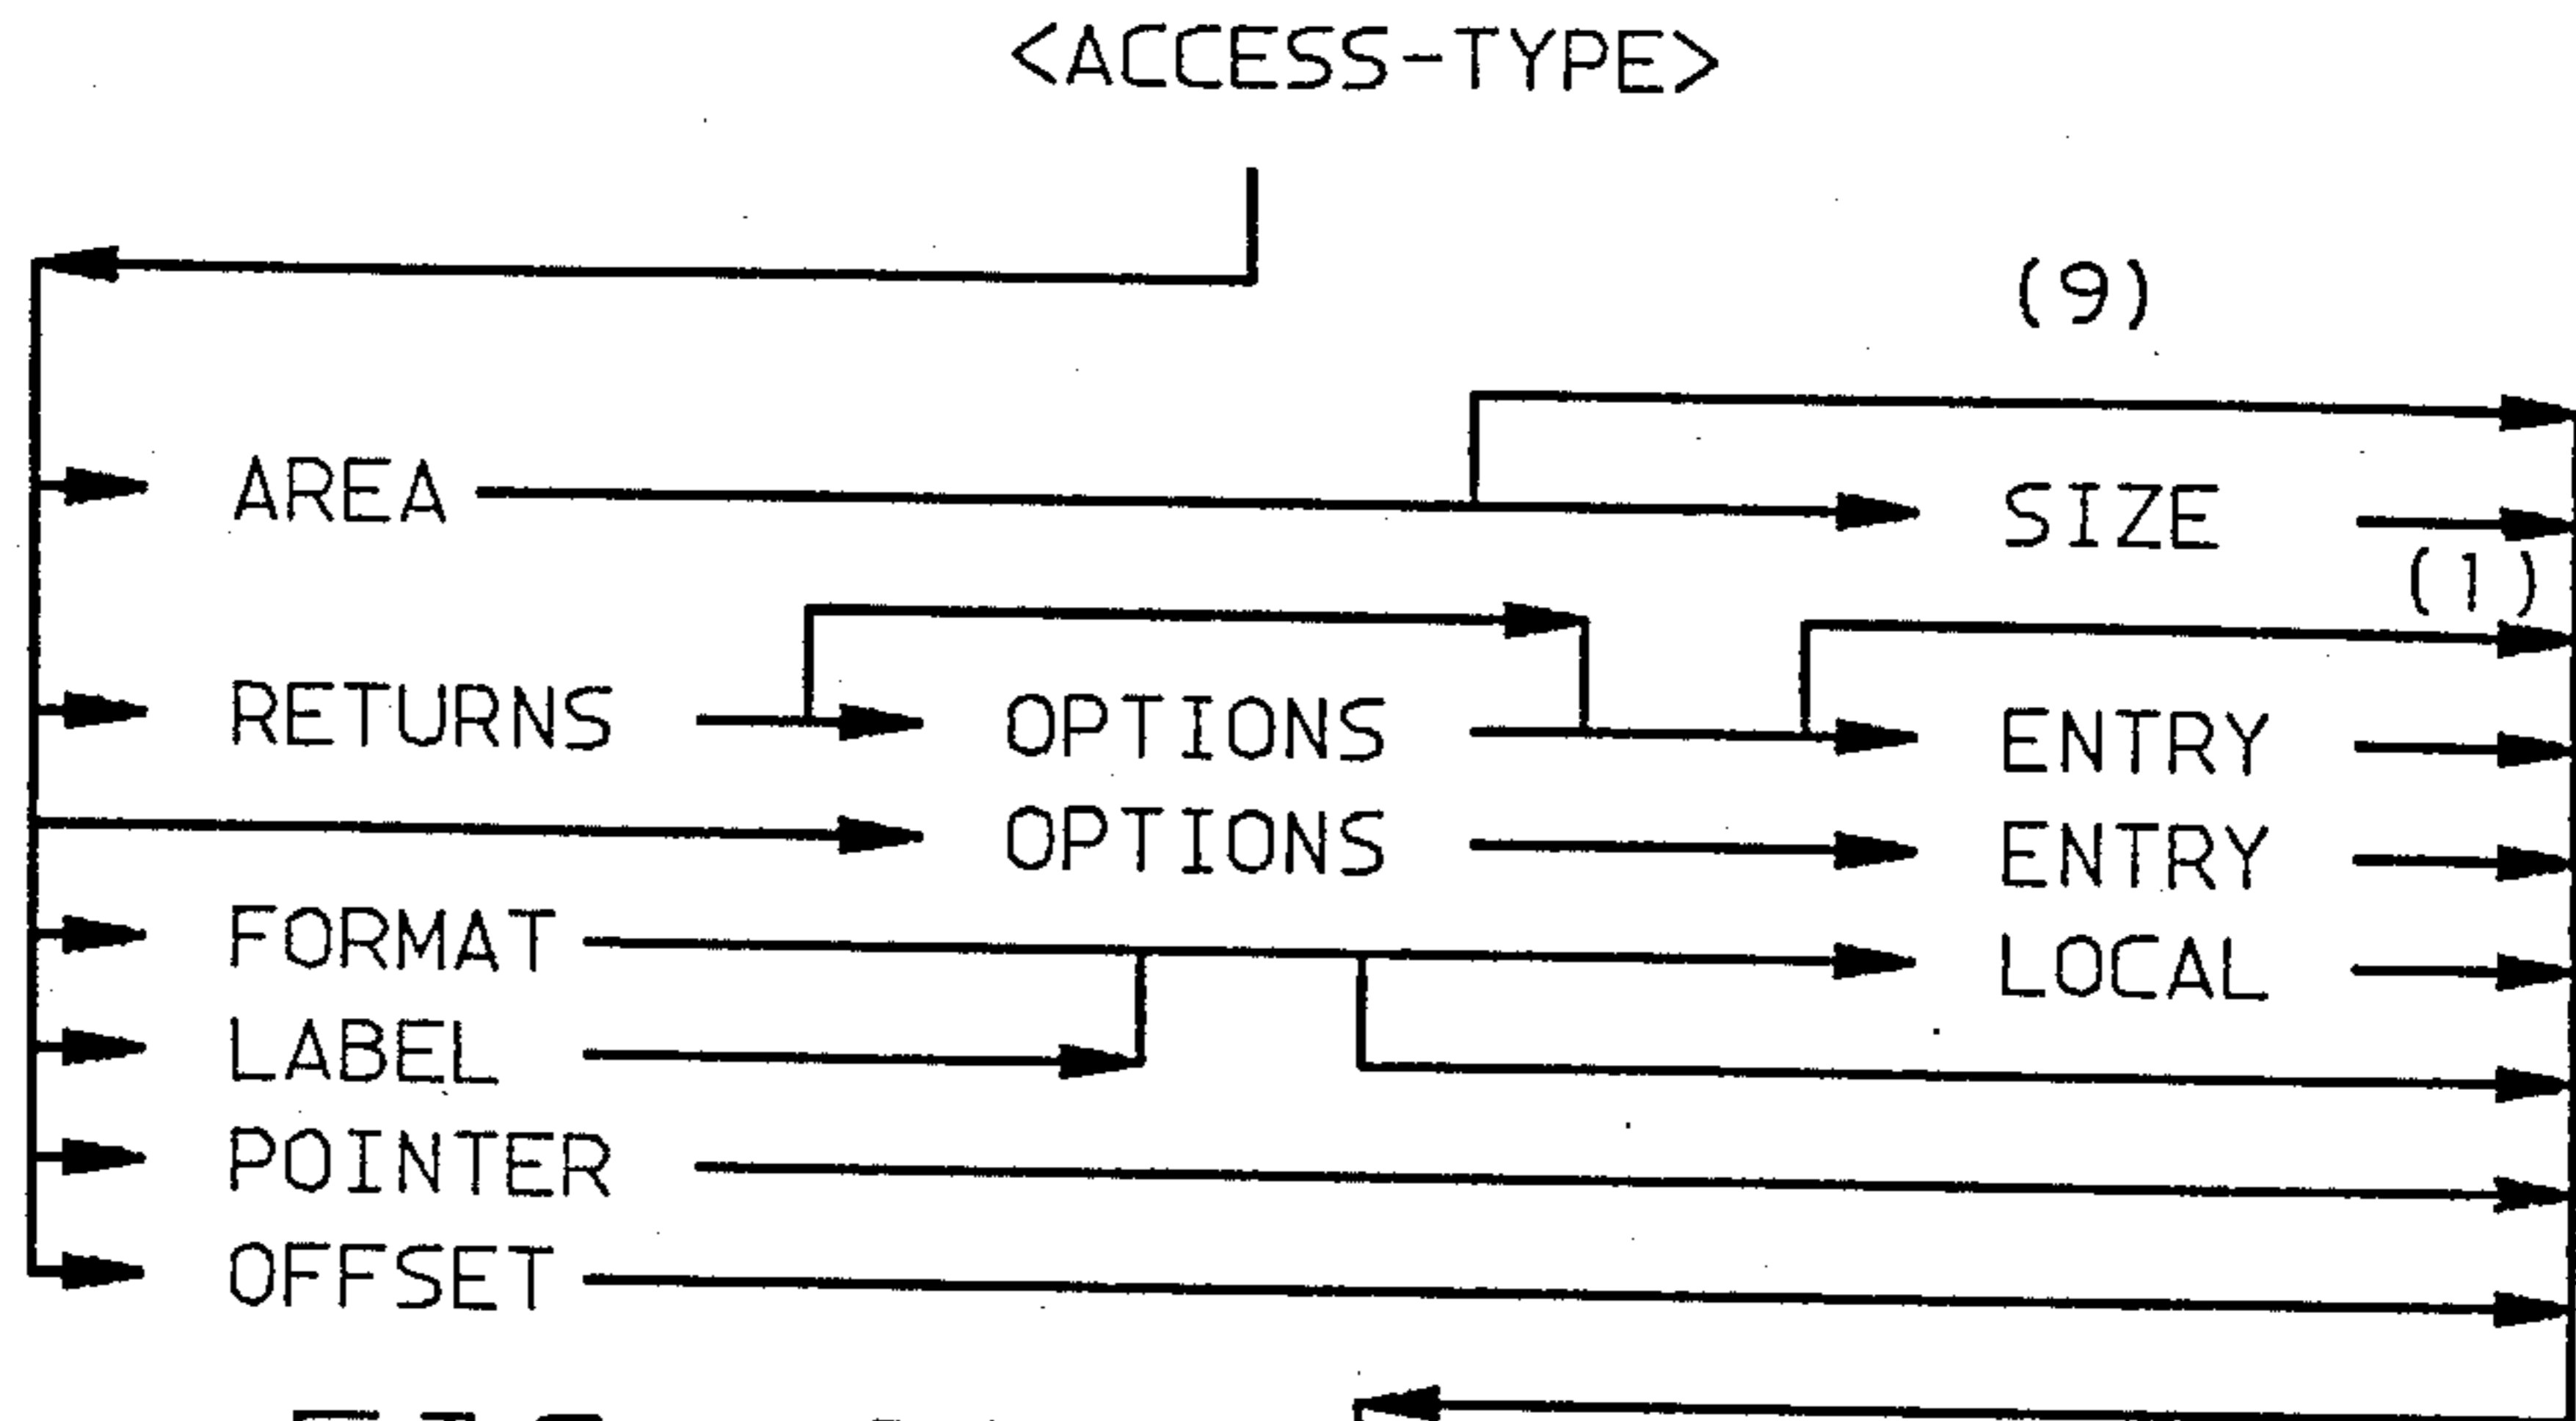 <ACCESS-TYPE>
(9)
AREA SIZE
(1)
RETURNS OPTIONS ENTRY
OPTIONS ENTRY
FORMAT LOCAL
LABEL
POINTER
OFFSET